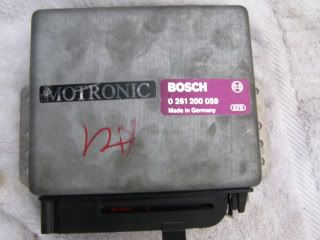 MOTRONIC
BOSCH
0 261 200 059
Made in Germany